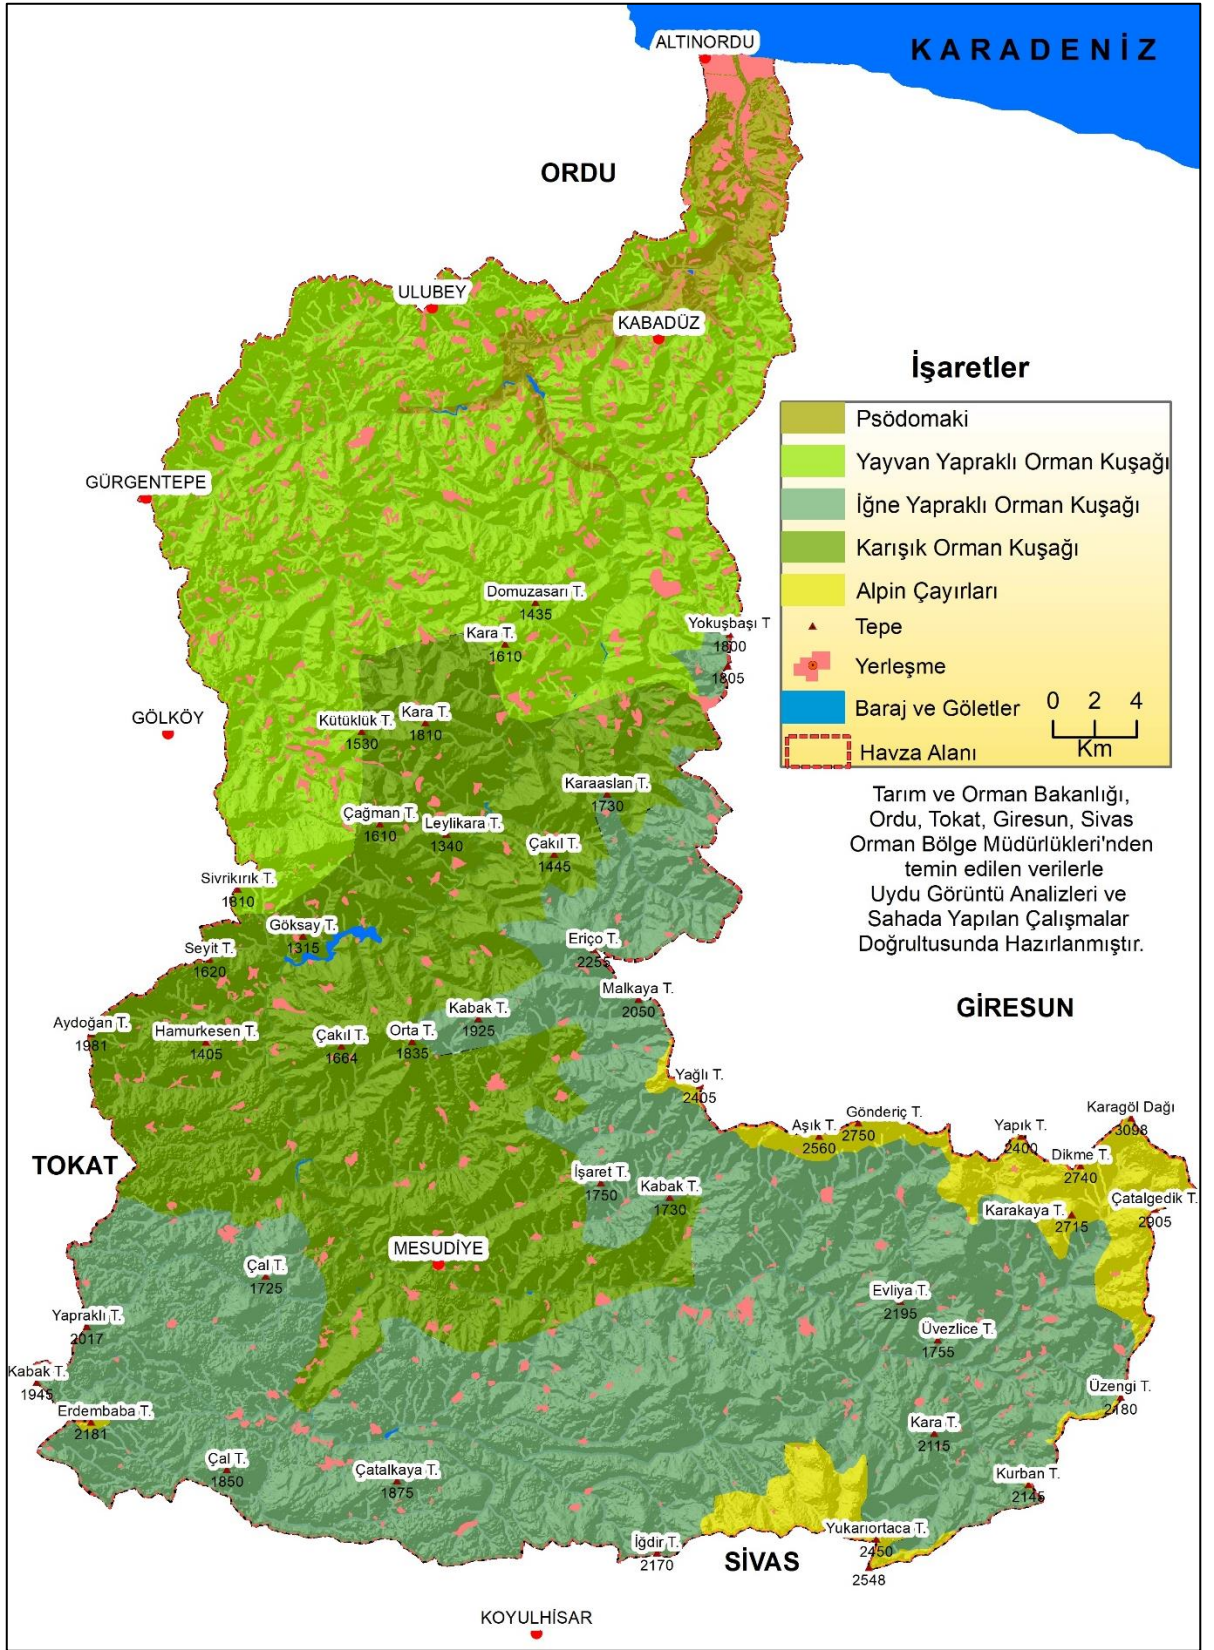 ALTINORDU
KARADENİZ
ORDU
ULUBEY
KABADÜZ
GÜRGENTEPE
İşaretler
Psödomaki
Yayvan Yapraklı Orman Kuşağı
İğne Yapraklı Orman Kuşağı
Karışık Orman Kuşağı
Alpin Çayırları
Tepe
Yerleşme
Baraj ve Göletler
0 2 4
Km
Havza Alanı
Tarım ve Orman Bakanlığı,
Ordu, Tokat, Giresun, Sivas
Orman Bölge Müdürlükleri'nden
temin edilen verilerle
Uydu Görüntü Analizleri ve
Sahada Yapılan Çalışmalar
Doğrultusunda Hazırlanmıştır.
Domuzasarı T.
1435
Kara T.
1610
Yokuşbaşı T
1800
1805
GÖLKÖY
Kütüklük T.
1530
Kara T.
1810
Karaaslan T.
1730
Çağman T.
1610
Leylikara T.
1340
Çakıl T.
1445
Sivrikırık T.
1810
Göksay T.
1315
Seyit T.
1620
Eriço T.
2255
Malkaya T.
2050
GİRESUN
Kabak T.
1925
Aydoğan T.
1981
Hamurkesen T.
1405
Çakıl T.
1664
Orta T.
1835
Yağlı T.
2405
Aşık T.
2560
Gönderiç T.
2750
Yapık T.
2400
Karagöl Dağı
3098
Dikme T.
2740
TOKAT
İşaret T.
1750
Kabak T.
1730
Karakaya T.
2715
Çatalgedik T.
2905
MESUDİYE
Çal T.
1725
Evliya T.
2195
Yapraklı T.
2017
Üvezlice T.
1755
Kabak T.
1945
Üzengi T.
2180
Erdembaba T.
2181
Kara T.
2115
Çal T.
1850
Çatalkaya T.
1875
Kurban T.
2145
Yukarıortaca T.
2450
2548
İğdir T.
2170
SİVAS
KOYULHİSAR